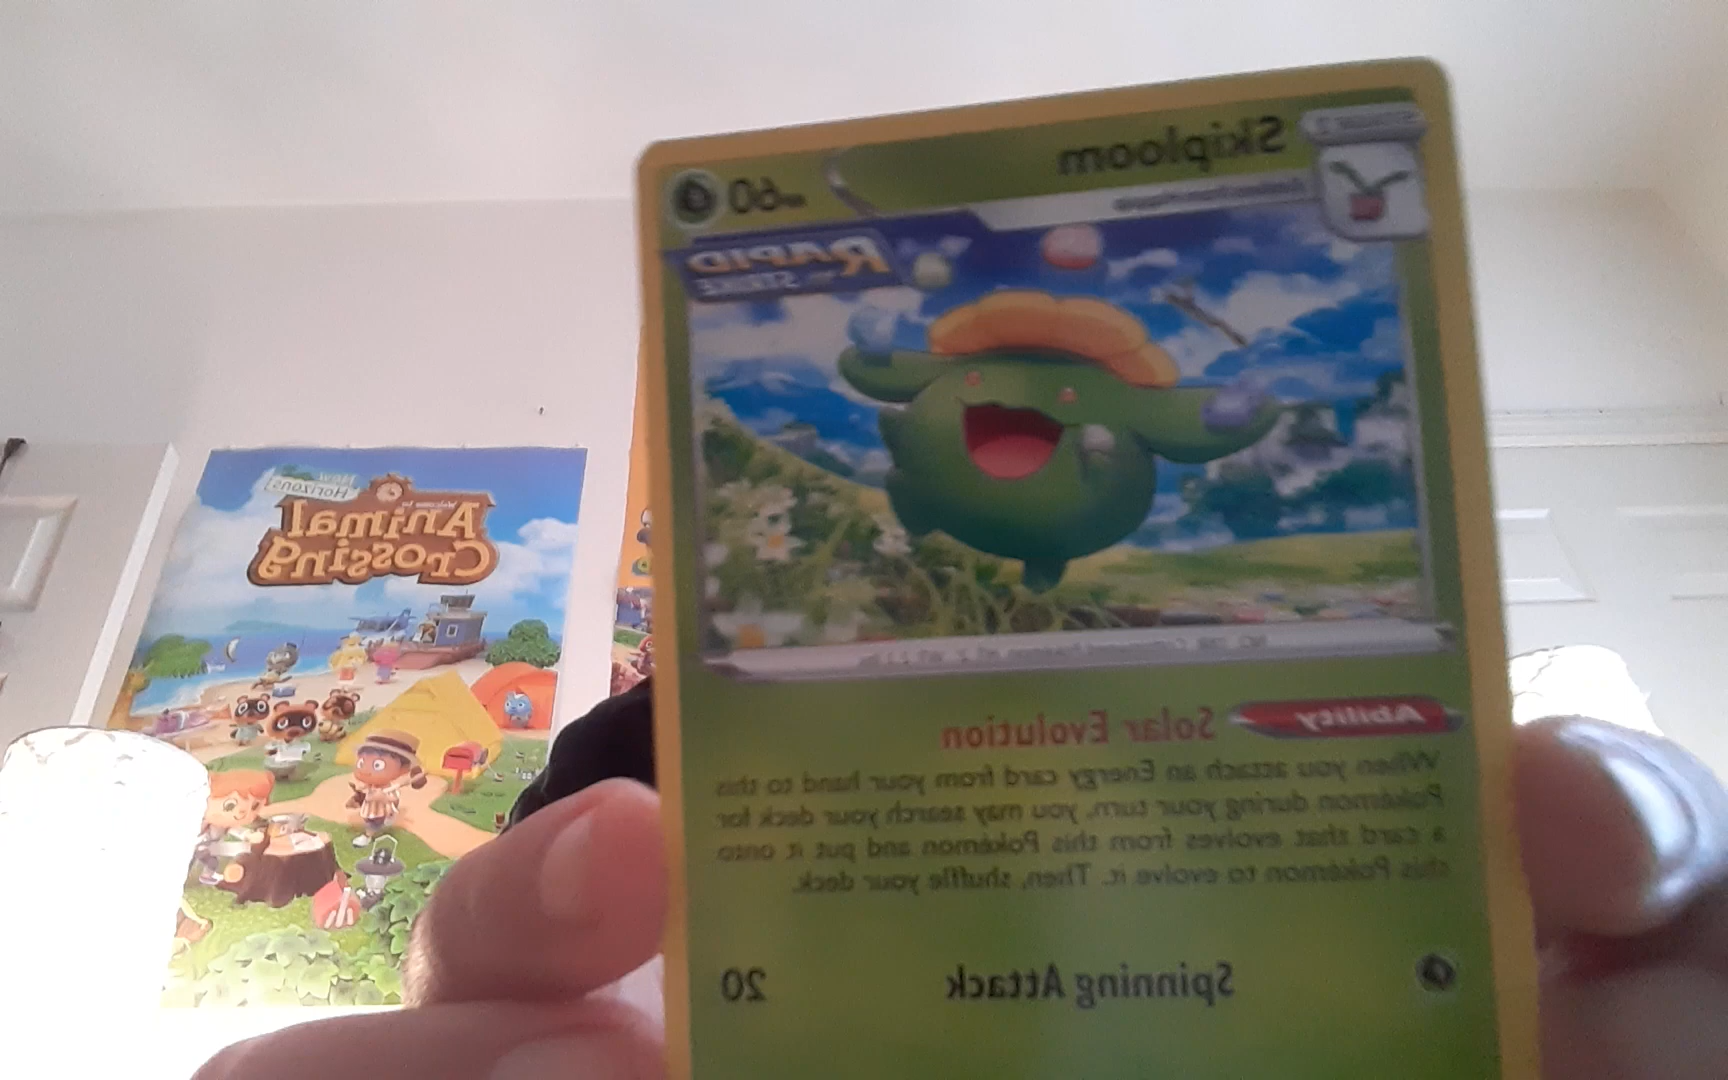 Skiploom
HP 60
RAPID
STRIKE
Ability
Solar Evolution
When you attach an Energy card from your hand to this
Pokémon during your turn, you may search your deck for
a card that evolves from this Pokémon and put it onto
this Pokémon to evolve it. Then, shuffle your deck.
Spinning Attack
20
New
Horizons!
Welcome to
Animal
Crossing